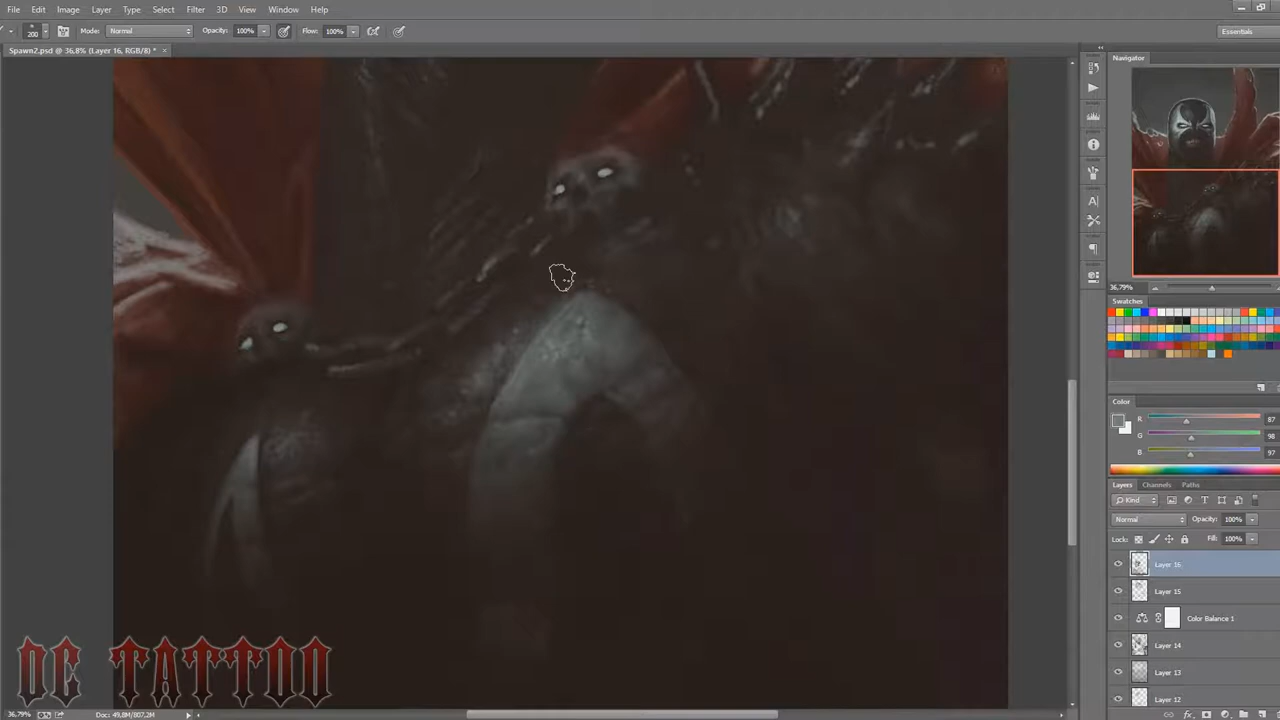 File Edit Image Layer Type Select Filter 3D View Window Help
200 Mode: Normal Opacity: 100% Flow: 100% Essentials
Spawn2.psd @ 36,8% (Layer 16, RGB/8) * ×
Navigator
36,79%
Swatches
Color
R 87
G 98
B 97
Layers Channels Paths
Kind
Normal Opacity: 100%
Lock: Fill: 100%
Layer 16
Layer 15
Color Balance 1
Layer 14
Layer 13
Layer 12
DG TATTOO
36,79% Doc: 49,8M/807,2M